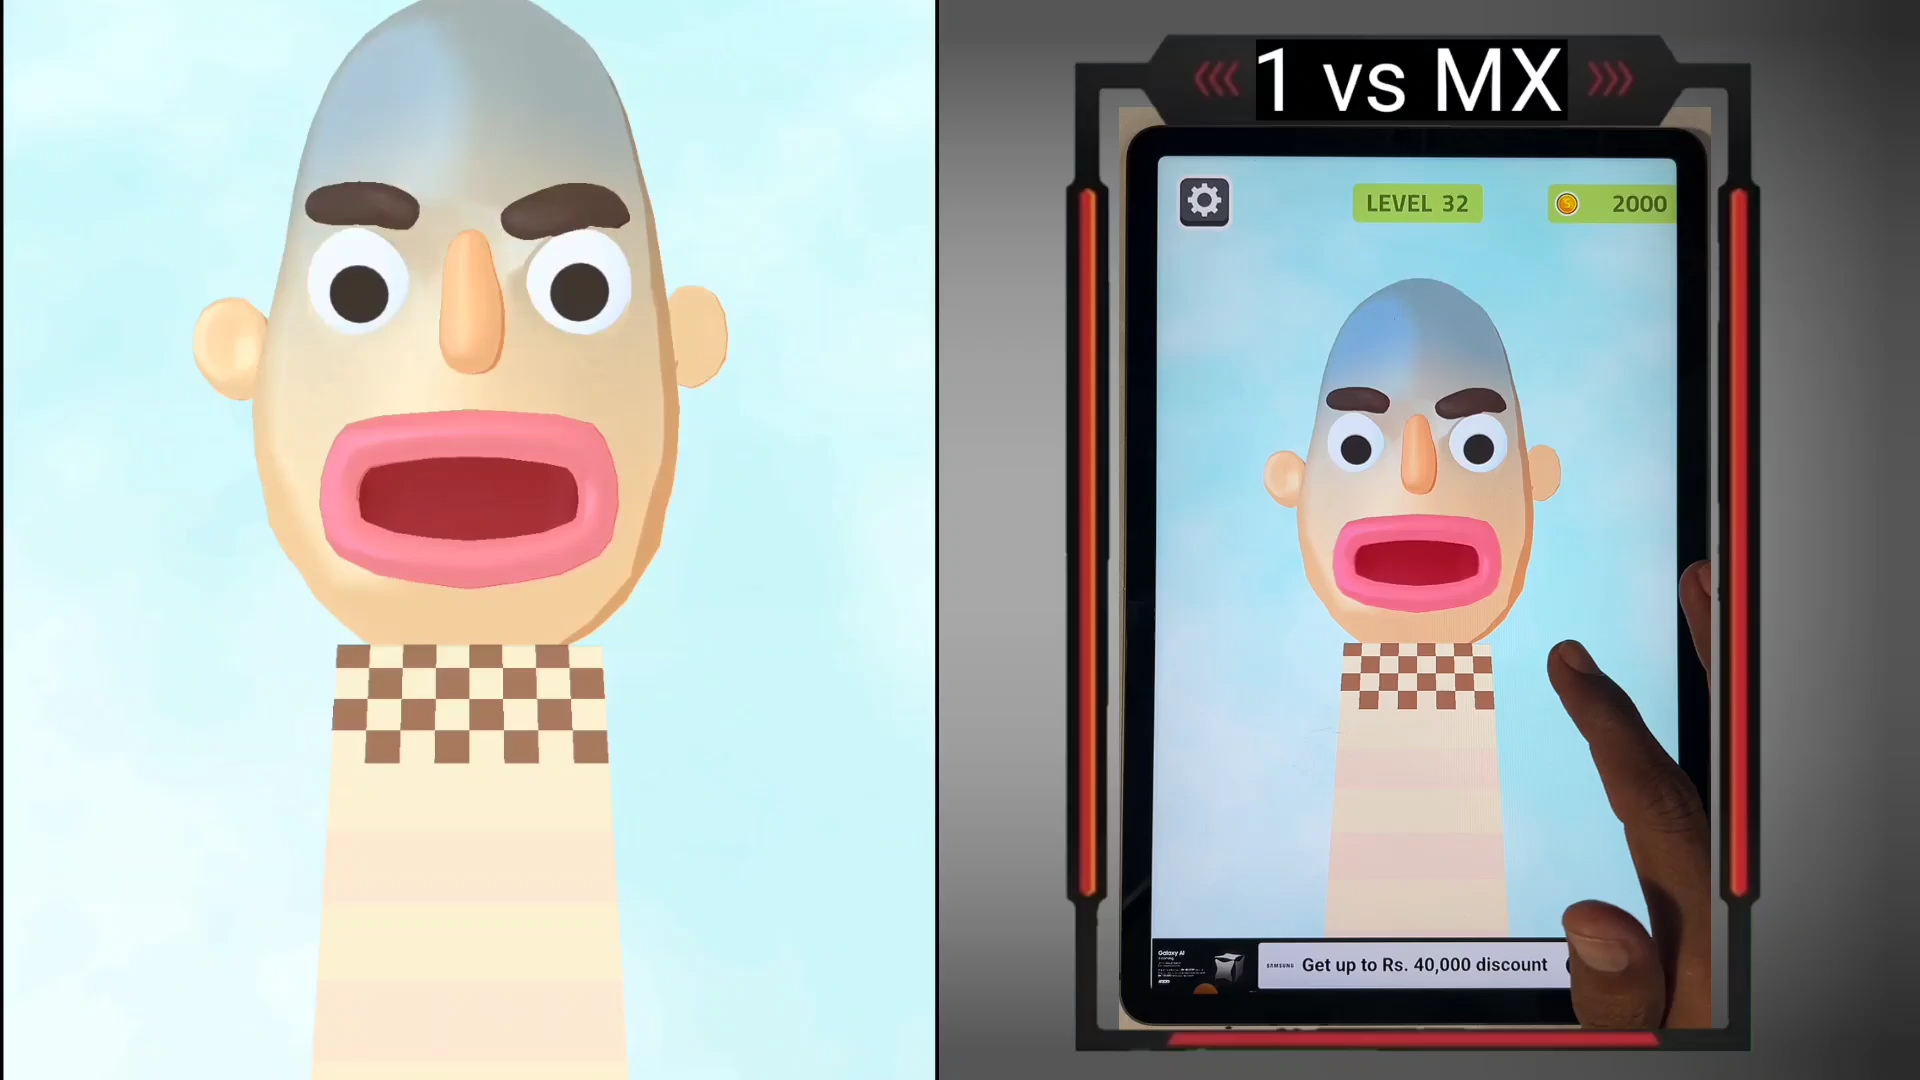 1 vs MX
LEVEL 32
2000
Galaxy AI
SAMSUNG
Get up to Rs. 40,000 discount